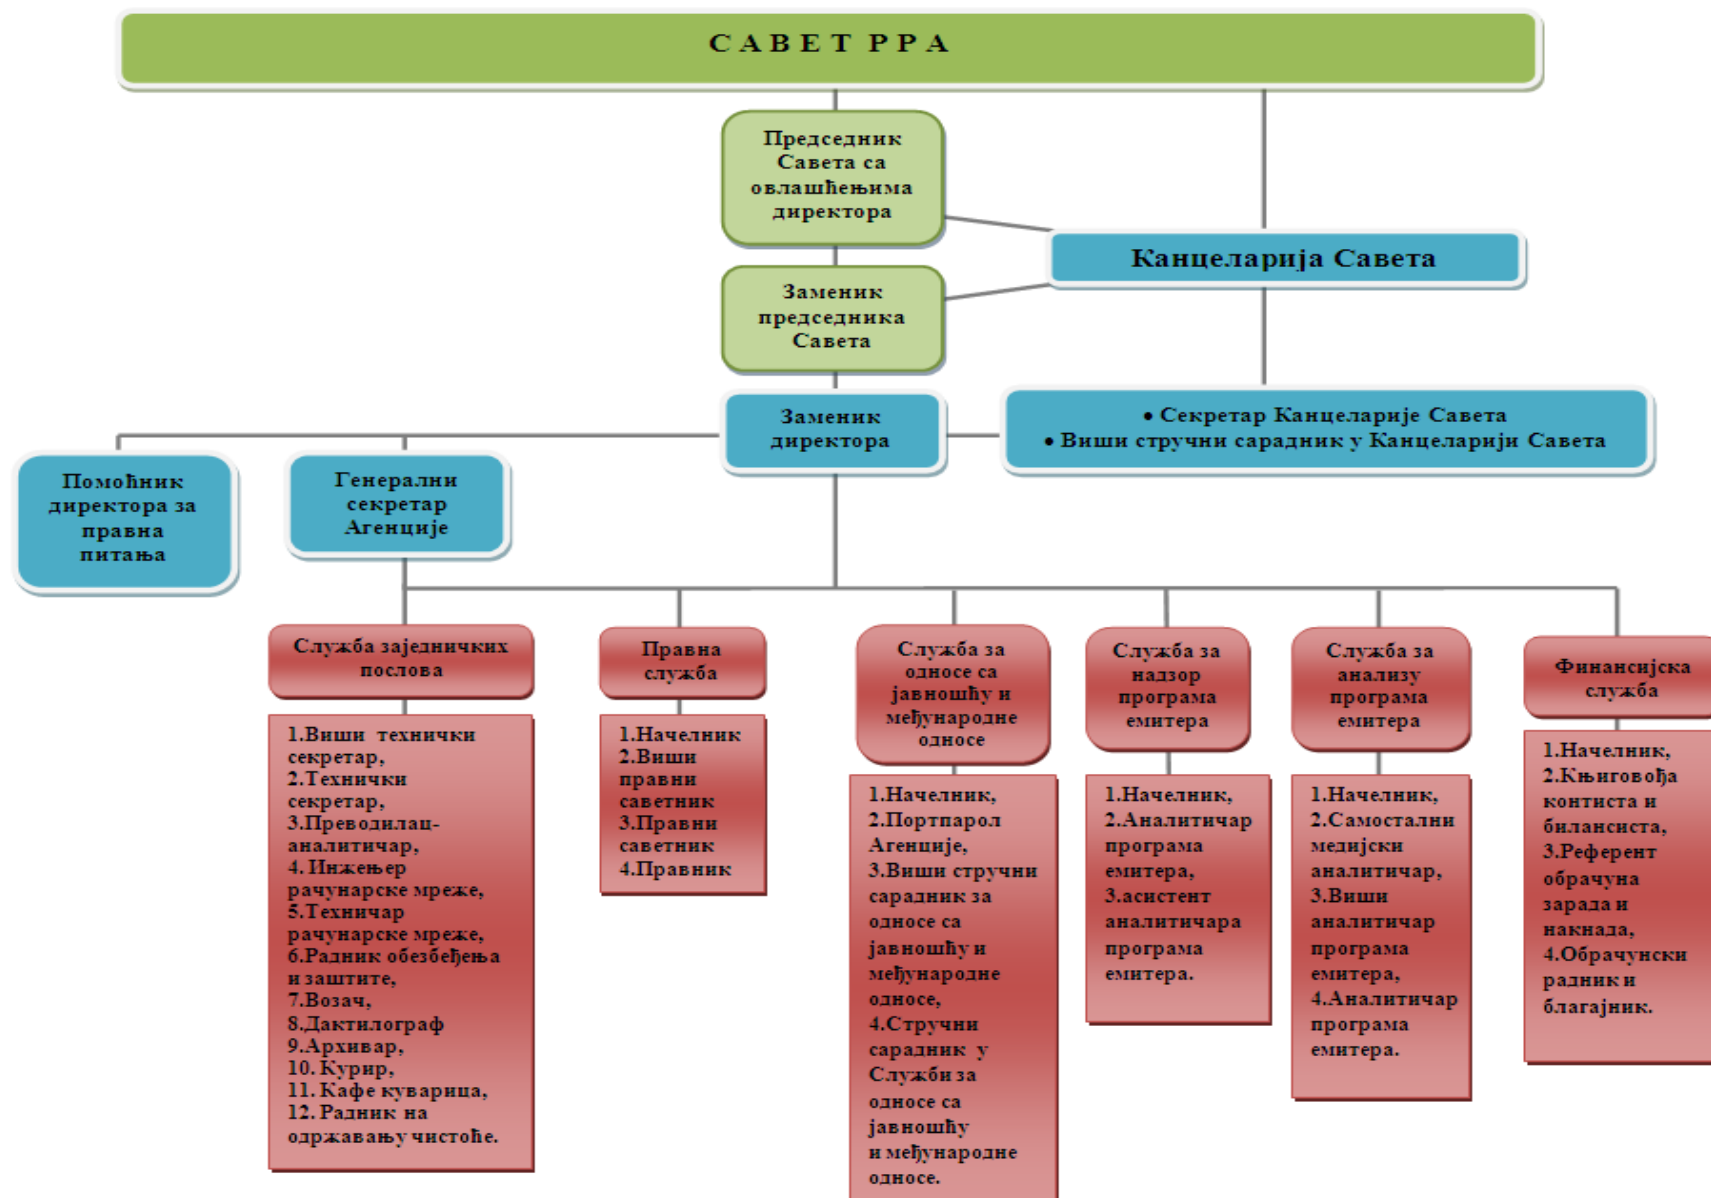 САВЕТ РРА
Председник
Савета са
овлашћењима
директора
Канцеларија Савета
Заменик
председника
Савета
Заменик
директора
• Секретар Канцеларије Савета
• Виши стручни сарадник у Канцеларији Савета
Помоћник
директора за
правна
питања
Генерални
секретар
Агенције
Служба заједничких
послова
1.Виши технички
секретар,
2.Технички
секретар,
3.Преводилац-
аналитичар,
4. Инжењер
рачунарске мреже,
5.Техничар
рачунарске мреже,
6.Радник обезбеђења
и заштите,
7.Возач,
8.Дактилограф
9.Архивар,
10. Курир,
11. Кафе куварица,
12. Радник на
одржавању чистоће.
Правна
служба
1.Начелник
2.Виши
правни
саветник
3.Правни
саветник
4.Правник
Служба за
односе са
јавношћу и
међународне
односе
1.Начелник,
2.Портпарол
Агенције,
3.Виши стручни
сарадник за
односе са
јавношћу и
међународне
односе,
4.Стручни
сарадник у
Служби за
односе са
јавношћу
и међународне
односе.
Служба за
надзор
програма
емитера
1.Начелник,
2.Аналитичар
програма
емитера,
3.асистент
аналитичара
програма
емитера.
Служба за
анализу
програма
емитера
1.Начелник,
2.Самостални
медијски
аналитичар,
3.Виши
аналитичар
програма
емитера,
4.Аналитичар
програма
емитера.
Финансијска
служба
1.Начелник,
2.Књиговођа
контиста и
билансиста,
3.Референт
обрачуна
зарада и
накнада,
4.Обрачунски
радник и
благајник.